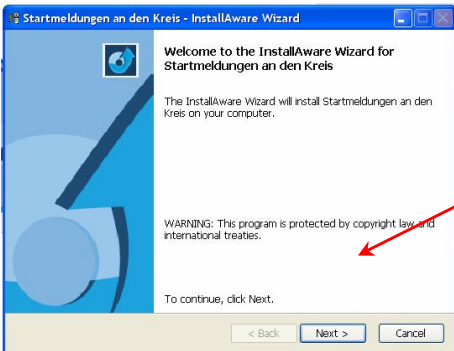 Startmeldungen an den Kreis - InstallAware Wizard
Welcome to the InstallAware Wizard for
Startmeldungen an den Kreis
The InstallAware Wizard will install Startmeldungen an den
Kreis on your computer.
WARNING: This program is protected by copyright law and
international treaties.
To continue, click Next.
< Back Next > Cancel